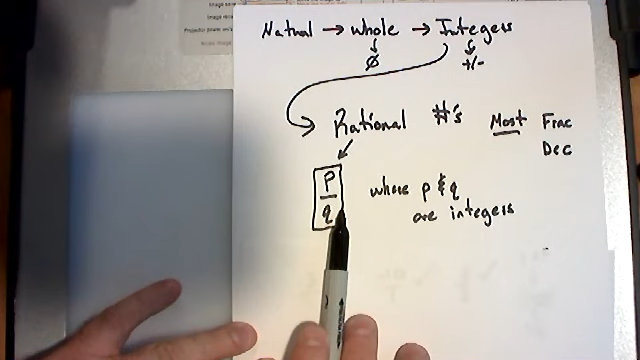 Natual → whole → Integers
∅ +/-
Rational #'s Most Frac
Dec
p/q where p & q
are integers